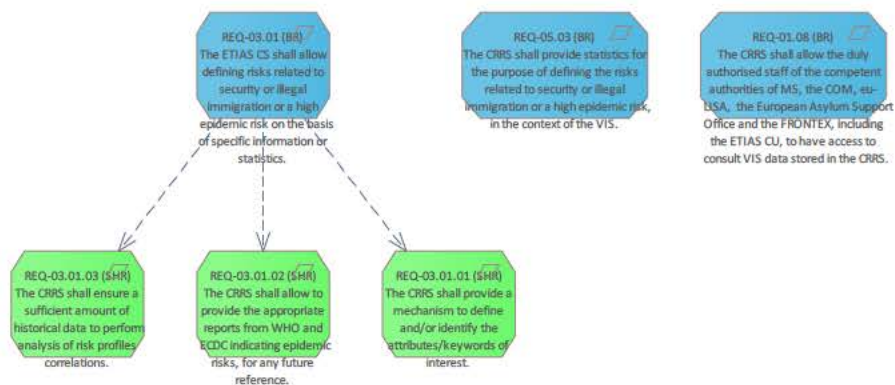 REQ-03.01 (BR)
The ETIAS CS shall allow
defining risks related to
security or illegal
immigration or a high
epidemic risk on the basis
of specific information or
statistics.
REQ-05.03 (BR)
The CRRS shall provide statistics for
the purpose of defining the risks
related to security or illegal
immigration or a high epidemic risk,
in the context of the VIS.
REQ-01.08 (BR)
The CRRS shall allow the duly
authorised staff of the competent
authorities of MS, the COM, eu-
LISA, the European Asylum Support
Office and the FRONTEX, including
the ETIAS CU, to have access to
consult VIS data stored in the CRRS.
REQ-03.01.03 (SHR)
The CRRS shall ensure a
sufficient amount of
historical data to perform
analysis of risk profiles
correlations.
REQ-03.01.02 (SHR)
The CRRS shall allow to
provide the appropriate
reports from WHO and
ECDC indicating epidemic
risks, for any future
reference.
REQ-03.01.01 (SHR)
The CRRS shall provide a
mechanism to define
and/or identify the
attributes/keywords of
interest.